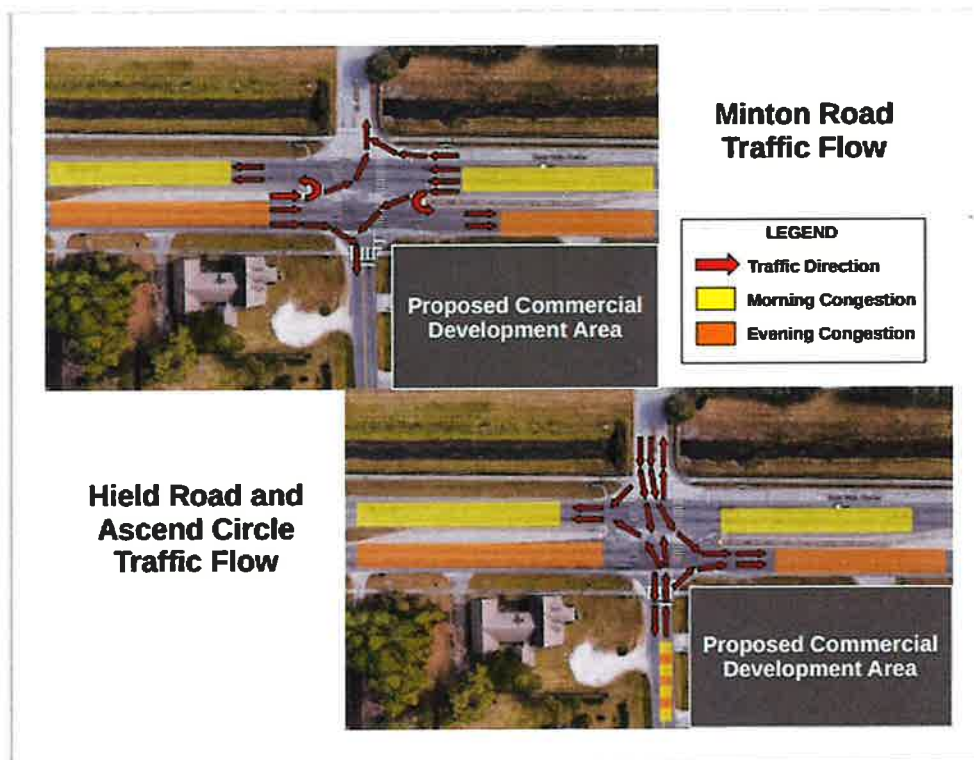 Minton Road
Traffic Flow
LEGEND
Traffic Direction
Morning Congestion
Evening Congestion
Proposed Commercial
Development Area
Hield Road and
Ascend Circle
Traffic Flow
Proposed Commercial
Development Area